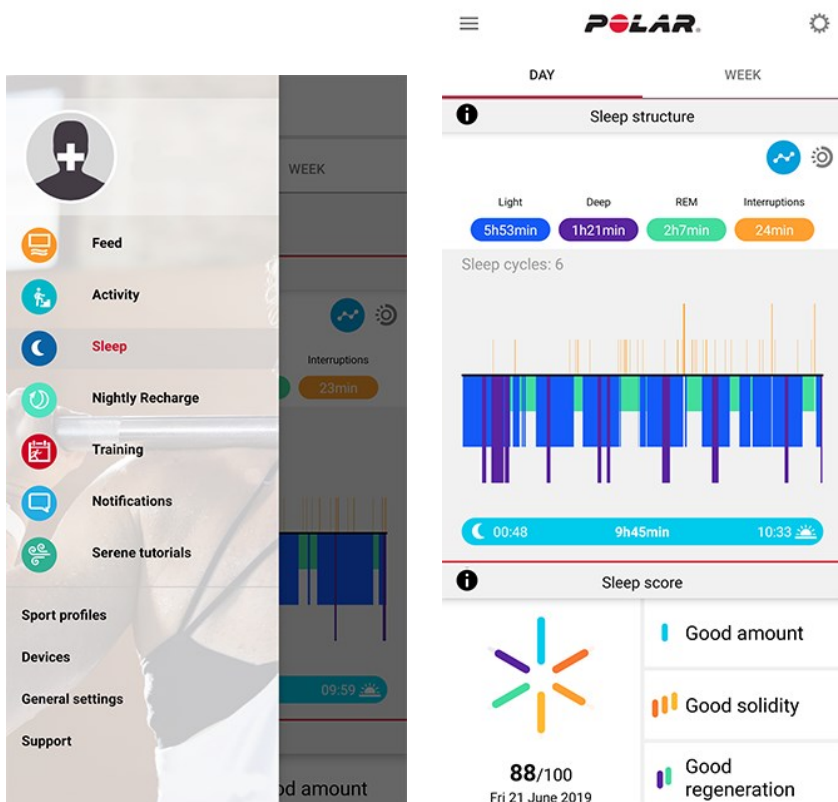 WEEK
Feed
Activity
Sleep
Interruptions
23min
Nightly Recharge
Training
Notifications
Serene tutorials
Sport profiles
Devices
General settings
09:59
Support
od amount
POLAR
DAY WEEK
Sleep structure
Light Deep REM Interruptions
5h53min 1h21min 2h7min 24min
Sleep cycles: 6
00:48 9h45min 10:33
Sleep score
Good amount
Good solidity
88/100
Fri 21 June 2019
Good
regeneration